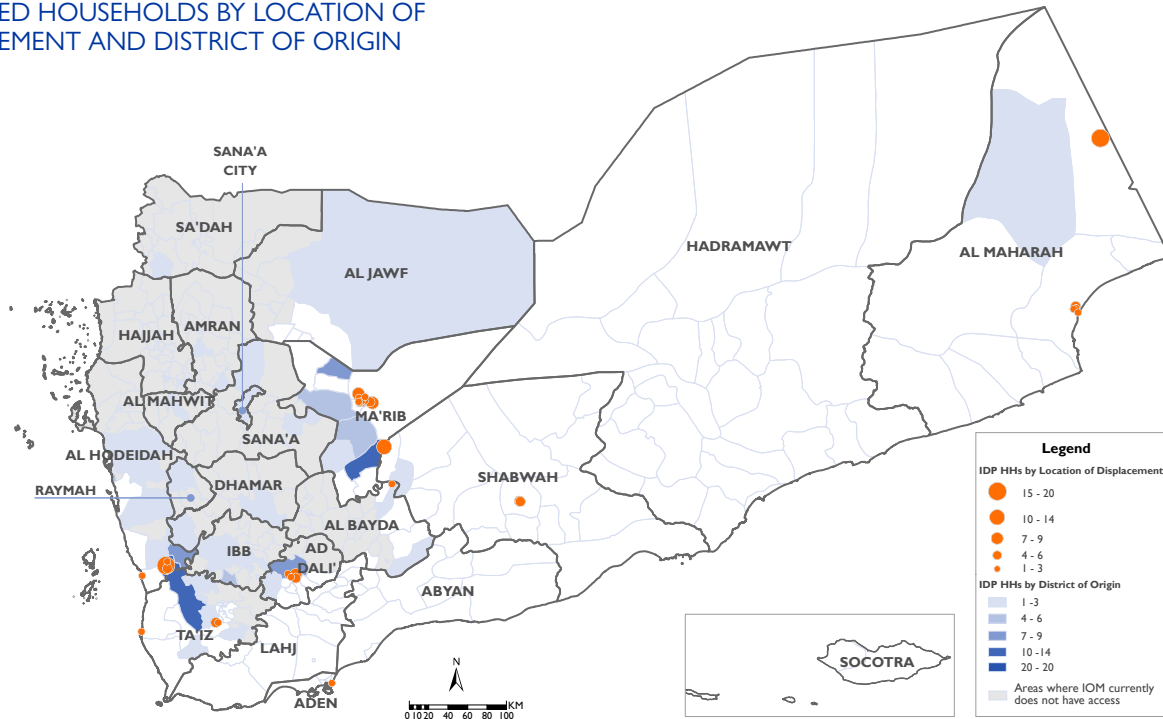 ED HOUSEHOLDS BY LOCATION OF
EMENT AND DISTRICT OF ORIGIN
SANA'A
CITY
SA'DAH
AL JAWF
HADRAMAWT
AL MAHARAH
HAJJAH
AMRAN
AL MAHWIT
MA'RIB
SANA'A
AL HODEIDAH
RAYMAH
DHAMAR
SHABWAH
AL BAYDA
IBB
AD
DALI'
ABYAN
TA'IZ
LAHJ
ADEN
SOCOTRA
N
KM
0 10 20 40 60 80 100
Legend
IDP HHs by Location of Displacement
15 - 20
10 - 14
7 - 9
4 - 6
1 - 3
IDP HHs by District of Origin
1 -3
4 - 6
7 - 9
10 -14
20 - 20
Areas where IOM currently
does not have access